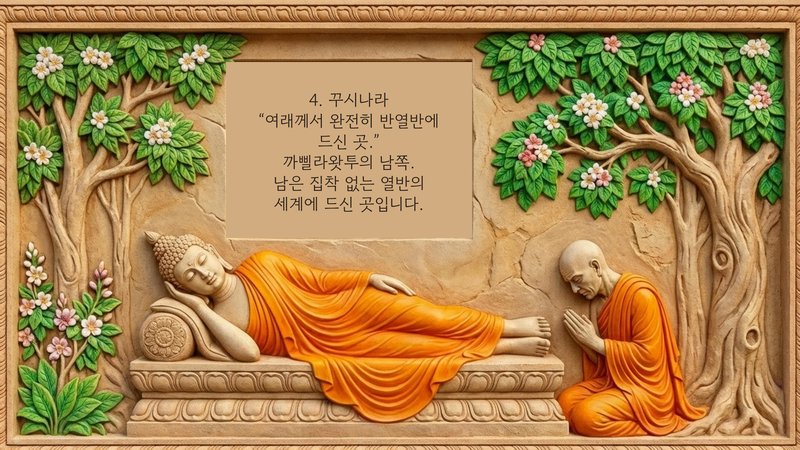 4. 꾸시나라
“여래께서 완전히 반열반에
드신 곳.”
까삘라왓투의 남쪽.
남은 집착 없는 열반의
세계에 드신 곳입니다.